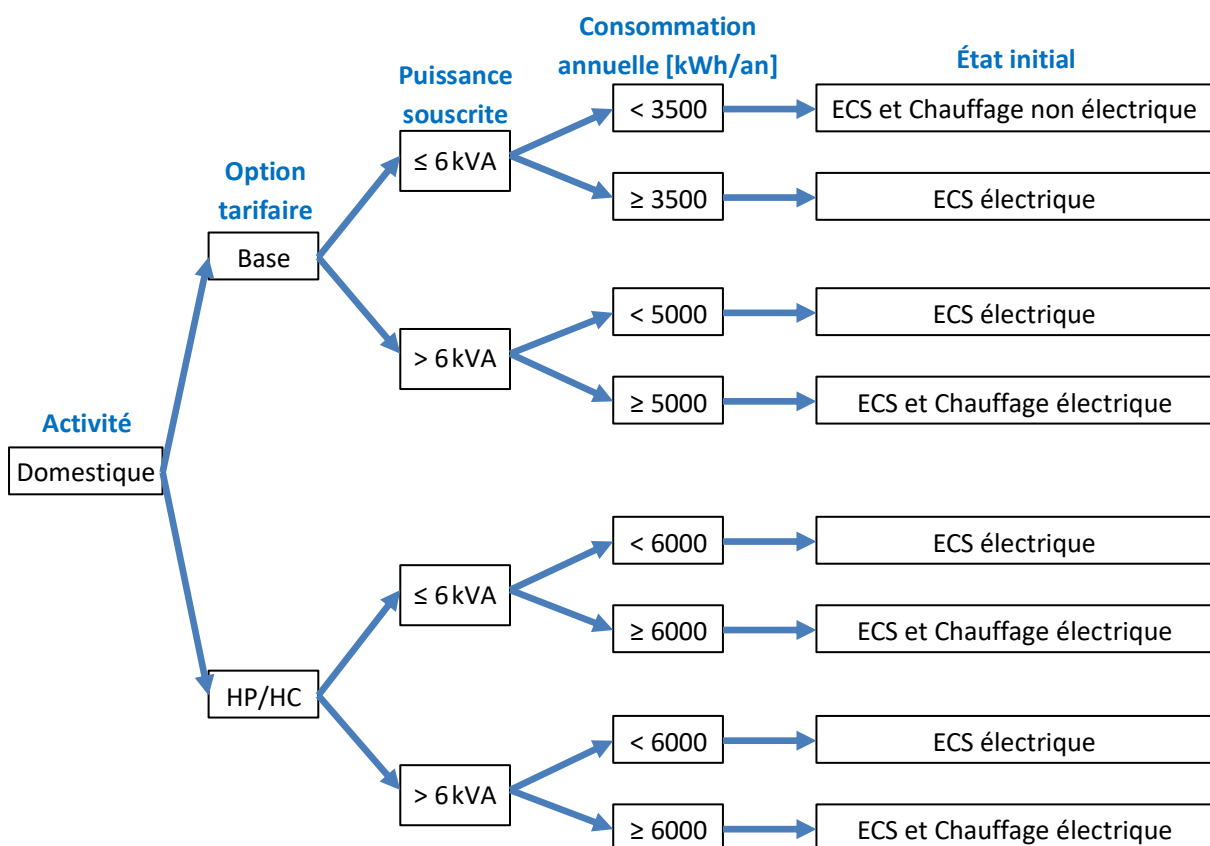 Consommation
annuelle [kWh/an]
État initial
Puissance
souscrite
< 3500
ECS et Chauffage non électrique
≤ 6 kVA
Option
tarifaire
≥ 3500
ECS électrique
Base
< 5000
ECS électrique
> 6 kVA
≥ 5000
ECS et Chauffage électrique
Activité
Domestique
< 6000
ECS électrique
≤ 6 kVA
≥ 6000
ECS et Chauffage électrique
HP/HC
< 6000
ECS électrique
> 6 kVA
≥ 6000
ECS et Chauffage électrique